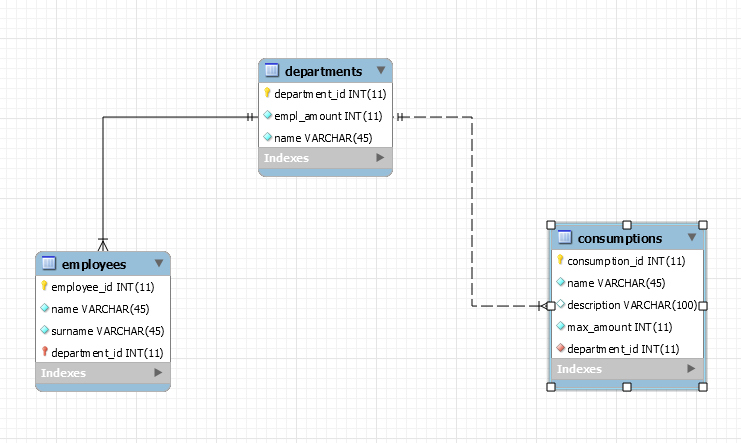 departments
department_id INT(11)
empl_amount INT(11)
name VARCHAR(45)
Indexes
employees
employee_id INT(11)
name VARCHAR(45)
surname VARCHAR(45)
department_id INT(11)
Indexes
consumptions
consumption_id INT(11)
name VARCHAR(45)
description VARCHAR(100)
max_amount INT(11)
department_id INT(11)
Indexes